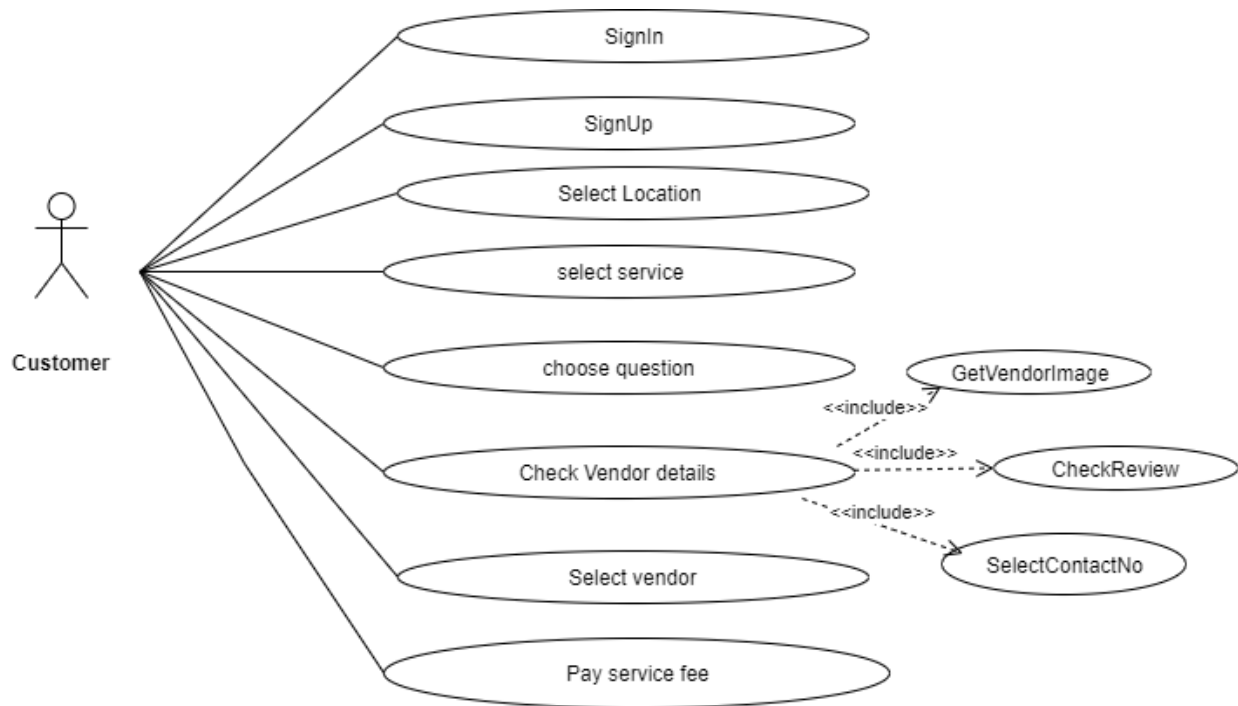 SignIn
SignUp
Select Location
select service
Customer
choose question
GetVendorImage
<<include>>
Check Vendor details
<<include>>
CheckReview
<<include>>
SelectContactNo
Select vendor
Pay service fee